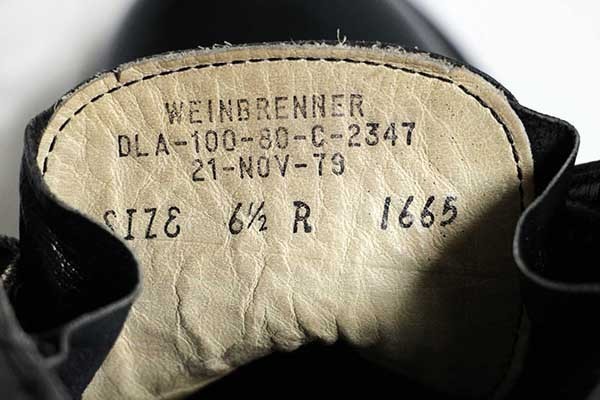 WEINBRENNER
DLA-100-80-C-2347
21-NOV-79
SIZE 6½ R 1665